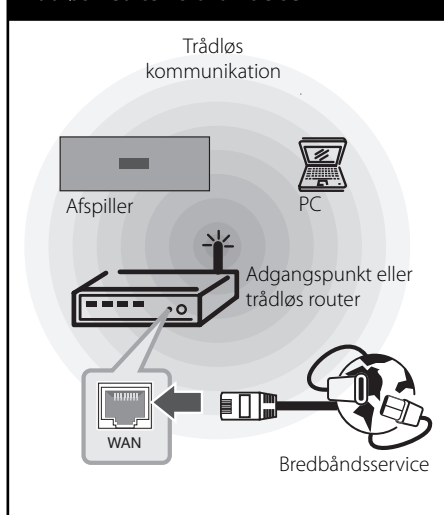 Trådløs
kommunikation
Afspiller
PC
Adgangspunkt eller
trådløs router
WAN
Bredbåndsservice